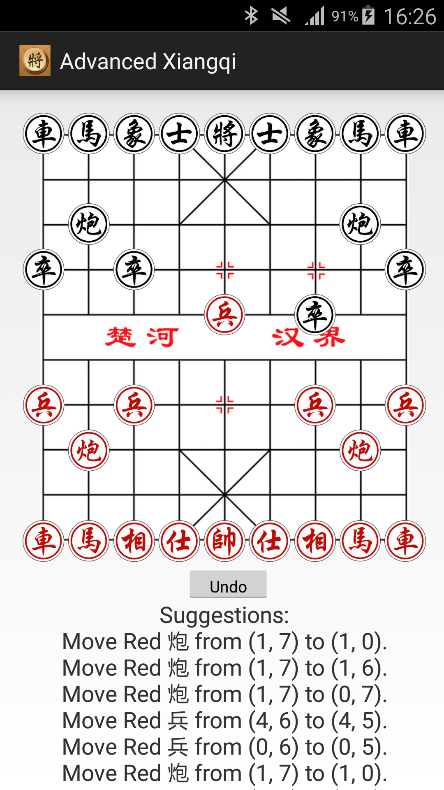 91% 16:26
將 Advanced Xiangqi
車 馬 象 士 將 士 象 馬 車
炮 炮
卒 卒 卒
兵 卒
楚河 汉界
兵 兵 兵 兵
炮 炮
車 馬 相 仕 帥 仕 相 馬 車
Undo
Suggestions:
Move Red 炮 from (1, 7) to (1, 0).
Move Red 炮 from (1, 7) to (1, 6).
Move Red 炮 from (1, 7) to (0, 7).
Move Red 兵 from (4, 6) to (4, 5).
Move Red 兵 from (0, 6) to (0, 5).
Move Red 炮 from (1, 7) to (1, 0).